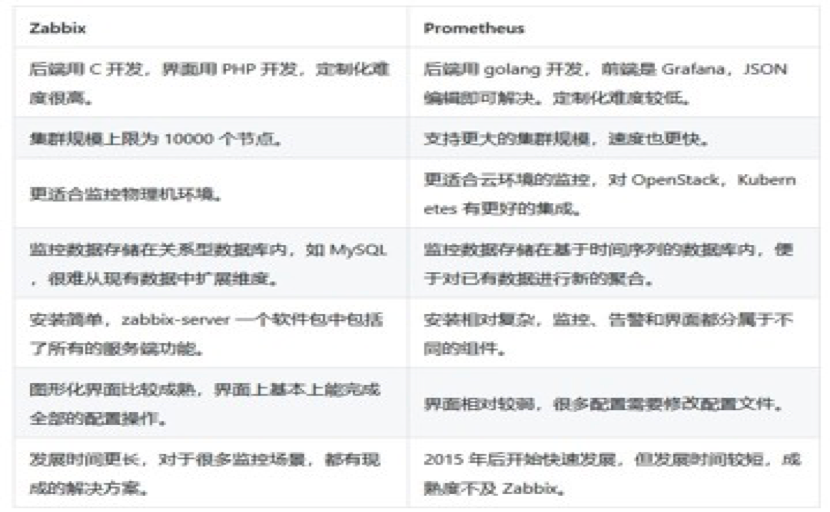 Zabbix
Prometheus
后端用 C 开发，界面用 PHP 开发，定制化难
度很高。
后端用 golang 开发，前端是 Grafana，JSON
编辑即可解决。定制化难度较低。
集群规模上限为 10000 个节点。
支持更大的集群规模，速度也更快。
更适合监控物理机环境。
更适合云环境的监控，对 OpenStack，Kubern
etes 有更好的集成。
监控数据存储在关系型数据库内，如 MySQL
，很难从现有数据中扩展维度。
监控数据存储在基于时间序列的数据库内，便
于对已有数据进行新的聚合。
安装简单，zabbix-server 一个软件包中包括
了所有的服务端功能。
安装相对复杂，监控、告警和界面都分属于不
同的组件。
图形化界面比较成熟，界面上基本上能完成
全部的配置操作。
界面相对较弱，很多配置需要修改配置文件。
发展时间更长，对于很多监控场景，都有现
成的解决方案。
2015 年后开始快速发展，但发展时间较短，成
熟度不及 Zabbix。